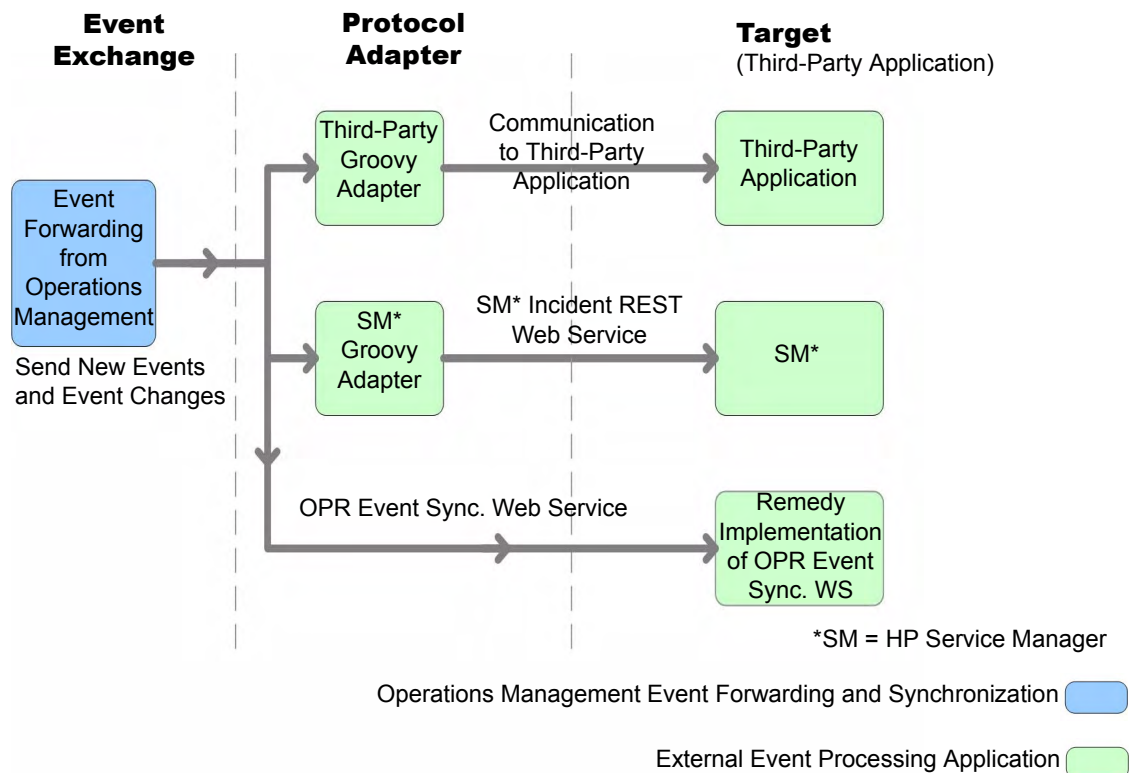 Event
Exchange
Protocol
Adapter
Target
(Third-Party Application)
Third-Party
Groovy
Adapter
Communication
to Third-Party
Application
Third-Party
Application
Event
Forwarding
from
Operations
Management
Send New Events
and Event Changes
SM*
Groovy
Adapter
SM* Incident REST
Web Service
SM*
OPR Event Sync. Web Service
Remedy
Implementation
of OPR Event
Sync. WS
*SM = HP Service Manager
Operations Management Event Forwarding and Synchronization
External Event Processing Application